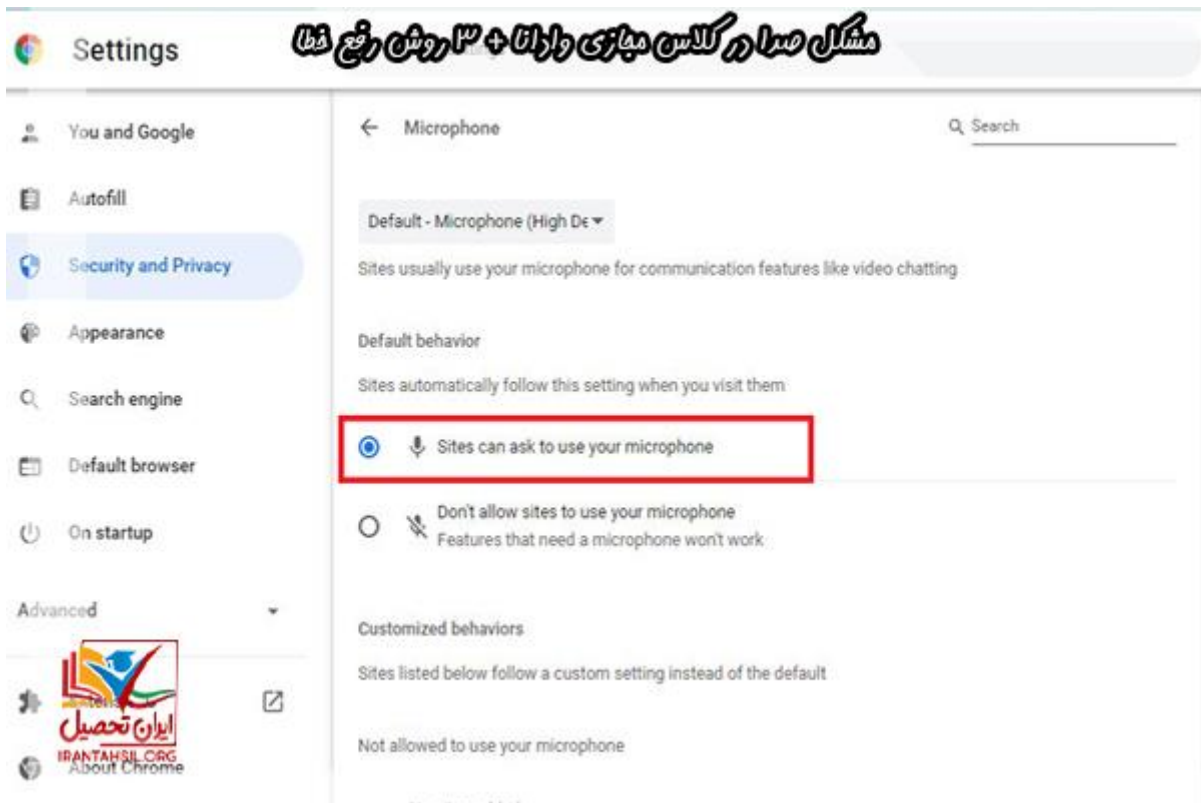 مشکل صدا در کلاس مجازی وادانا + ۳ روش رفع خطا
Settings
You and Google
Autofill
Security and Privacy
Appearance
Search engine
Default browser
On startup
Advanced
About Chrome
ایران تحصیل
IRANTAHSIL.ORG
Microphone
Search
Default - Microphone (High De
Sites usually use your microphone for communication features like video chatting
Default behavior
Sites automatically follow this setting when you visit them
Sites can ask to use your microphone
Don't allow sites to use your microphone
Features that need a microphone won't work
Customized behaviors
Sites listed below follow a custom setting instead of the default
Not allowed to use your microphone